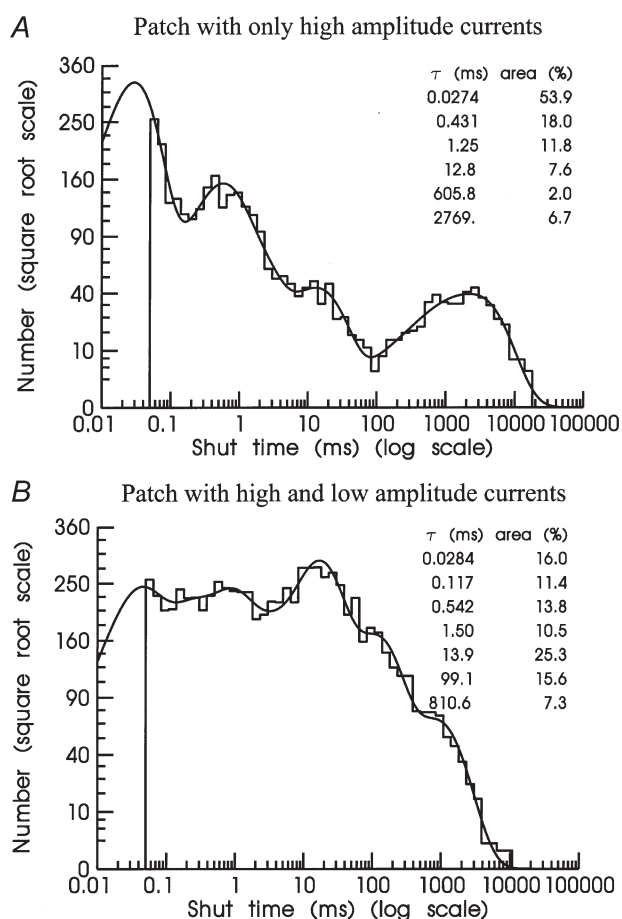 A Patch with only high amplitude currents
360
250
160
90
40
10
0
Number (square root scale)
τ (ms) area (%)
0.0274 53.9
0.431 18.0
1.25 11.8
12.8 7.6
605.8 2.0
2769. 6.7
0.01 0.1 1 10 100 1000 10000 100000
Shut time (ms) (log scale)
B Patch with high and low amplitude currents
360
250
160
90
40
10
0
Number (square root scale)
τ (ms) area (%)
0.0284 16.0
0.117 11.4
0.542 13.8
1.50 10.5
13.9 25.3
99.1 15.6
810.6 7.3
0.01 0.1 1 10 100 1000 10000 100000
Shut time (ms) (log scale)